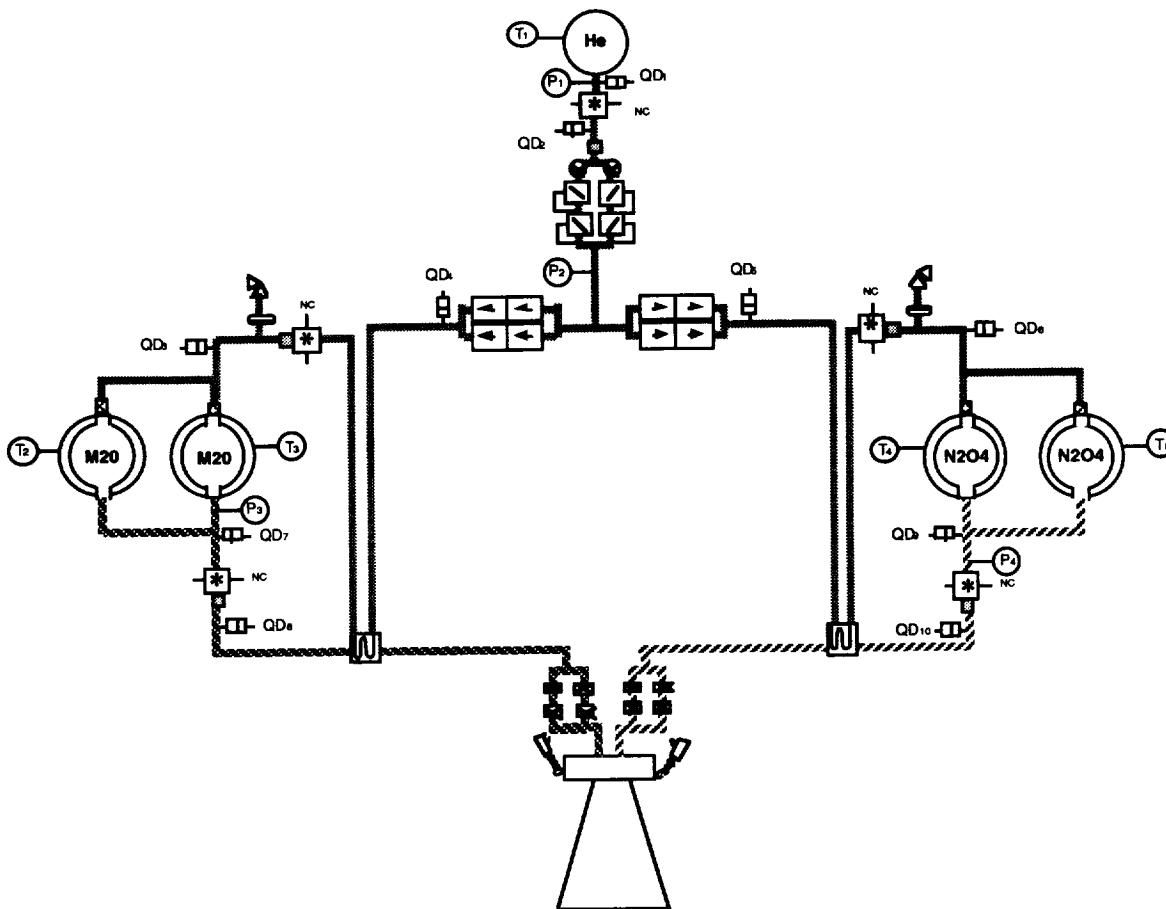 T1
He
P1
QD1
NC
QD2
P2
QD4
QD5
NC
NC
QD3
QD6
T2
M20
M20
T3
T4
N2O4
N2O4
P3
QD7
QD9
P4
NC
NC
QD8
QD10